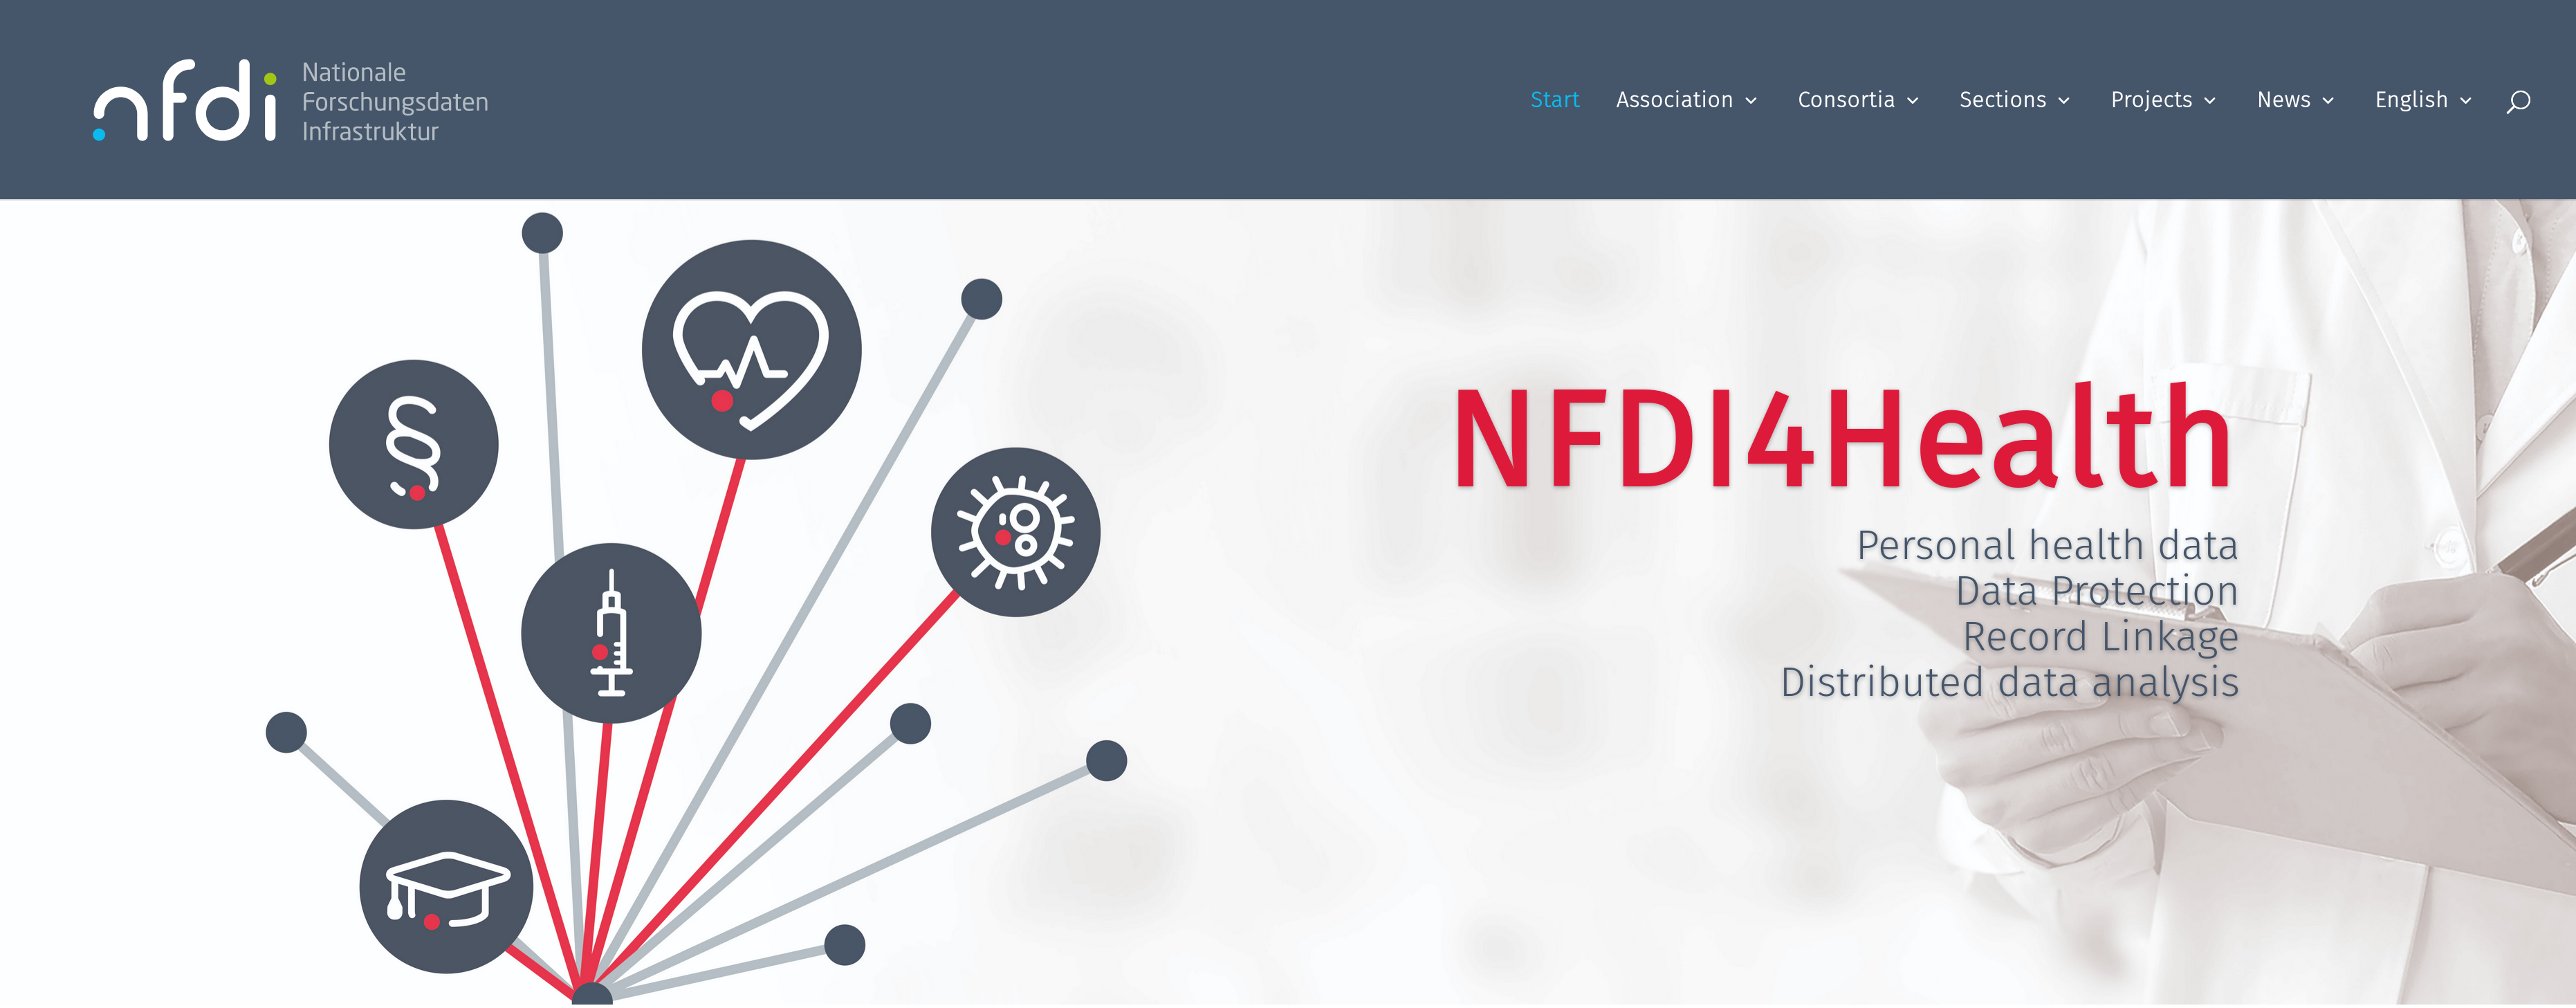 nfdi
Nationale
Forschungsdaten
Infrastruktur
Start
Association
Consortia
Sections
Projects
News
English
§
NFDI4Health
Personal health data
Data Protection
Record Linkage
Distributed data analysis